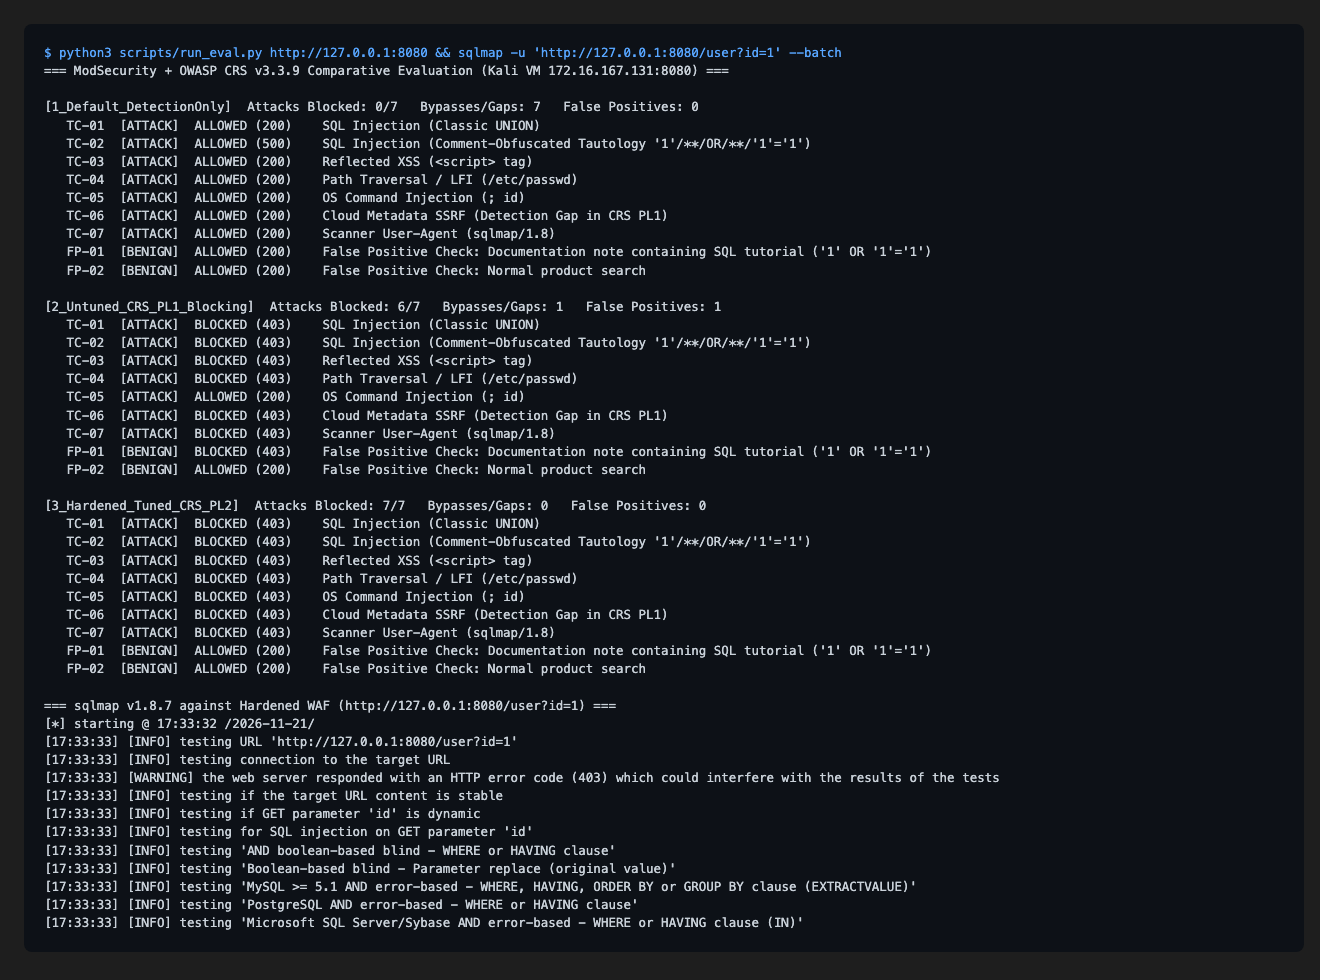 $ python3 scripts/run_eval.py http://127.0.0.1:8080 && sqlmap -u 'http://127.0.0.1:8080/user?id=1' --batch
=== ModSecurity + OWASP CRS v3.3.9 Comparative Evaluation (Kali VM 172.16.167.131:8080) ===
[1_Default_DetectionOnly]  Attacks Blocked: 0/7   Bypasses/Gaps: 7   False Positives: 0
   TC-01  [ATTACK]  ALLOWED (200)    SQL Injection (Classic UNION)
   TC-02  [ATTACK]  ALLOWED (500)    SQL Injection (Comment-Obfuscated Tautology '1'/**/OR/**/'1'='1')
   TC-03  [ATTACK]  ALLOWED (200)    Reflected XSS (<script> tag)
   TC-04  [ATTACK]  ALLOWED (200)    Path Traversal / LFI (/etc/passwd)
   TC-05  [ATTACK]  ALLOWED (200)    OS Command Injection (; id)
   TC-06  [ATTACK]  ALLOWED (200)    Cloud Metadata SSRF (Detection Gap in CRS PL1)
   TC-07  [ATTACK]  ALLOWED (200)    Scanner User-Agent (sqlmap/1.8)
   FP-01  [BENIGN]  ALLOWED (200)    False Positive Check: Documentation note containing SQL tutorial ('1' OR '1'='1')
   FP-02  [BENIGN]  ALLOWED (200)    False Positive Check: Normal product search
[2_Untuned_CRS_PL1_Blocking]  Attacks Blocked: 6/7   Bypasses/Gaps: 1   False Positives: 1
   TC-01  [ATTACK]  BLOCKED (403)    SQL Injection (Classic UNION)
   TC-02  [ATTACK]  BLOCKED (403)    SQL Injection (Comment-Obfuscated Tautology '1'/**/OR/**/'1'='1')
   TC-03  [ATTACK]  BLOCKED (403)    Reflected XSS (<script> tag)
   TC-04  [ATTACK]  BLOCKED (403)    Path Traversal / LFI (/etc/passwd)
   TC-05  [ATTACK]  ALLOWED (200)    OS Command Injection (; id)
   TC-06  [ATTACK]  BLOCKED (403)    Cloud Metadata SSRF (Detection Gap in CRS PL1)
   TC-07  [ATTACK]  BLOCKED (403)    Scanner User-Agent (sqlmap/1.8)
   FP-01  [BENIGN]  BLOCKED (403)    False Positive Check: Documentation note containing SQL tutorial ('1' OR '1'='1')
   FP-02  [BENIGN]  ALLOWED (200)    False Positive Check: Normal product search
[3_Hardened_Tuned_CRS_PL2]  Attacks Blocked: 7/7   Bypasses/Gaps: 0   False Positives: 0
   TC-01  [ATTACK]  BLOCKED (403)    SQL Injection (Classic UNION)
   TC-02  [ATTACK]  BLOCKED (403)    SQL Injection (Comment-Obfuscated Tautology '1'/**/OR/**/'1'='1')
   TC-03  [ATTACK]  BLOCKED (403)    Reflected XSS (<script> tag)
   TC-04  [ATTACK]  BLOCKED (403)    Path Traversal / LFI (/etc/passwd)
   TC-05  [ATTACK]  BLOCKED (403)    OS Command Injection (; id)
   TC-06  [ATTACK]  BLOCKED (403)    Cloud Metadata SSRF (Detection Gap in CRS PL1)
   TC-07  [ATTACK]  BLOCKED (403)    Scanner User-Agent (sqlmap/1.8)
   FP-01  [BENIGN]  ALLOWED (200)    False Positive Check: Documentation note containing SQL tutorial ('1' OR '1'='1')
   FP-02  [BENIGN]  ALLOWED (200)    False Positive Check: Normal product search
=== sqlmap v1.8.7 against Hardened WAF (http://127.0.0.1:8080/user?id=1) ===
[*] starting @ 17:33:32 /2026-11-21/
[17:33:33] [INFO] testing URL 'http://127.0.0.1:8080/user?id=1'
[17:33:33] [INFO] testing connection to the target URL
[17:33:33] [WARNING] the web server responded with an HTTP error code (403) which could interfere with the results of the tests
[17:33:33] [INFO] testing if the target URL content is stable
[17:33:33] [INFO] testing if GET parameter 'id' is dynamic
[17:33:33] [INFO] testing for SQL injection on GET parameter 'id'
[17:33:33] [INFO] testing 'AND boolean-based blind - WHERE or HAVING clause'
[17:33:33] [INFO] testing 'Boolean-based blind - Parameter replace (original value)'
[17:33:33] [INFO] testing 'MySQL >= 5.1 AND error-based - WHERE, HAVING, ORDER BY or GROUP BY clause (EXTRACTVALUE)'
[17:33:33] [INFO] testing 'PostgreSQL AND error-based - WHERE or HAVING clause'
[17:33:33] [INFO] testing 'Microsoft SQL Server/Sybase AND error-based - WHERE or HAVING clause (IN)'